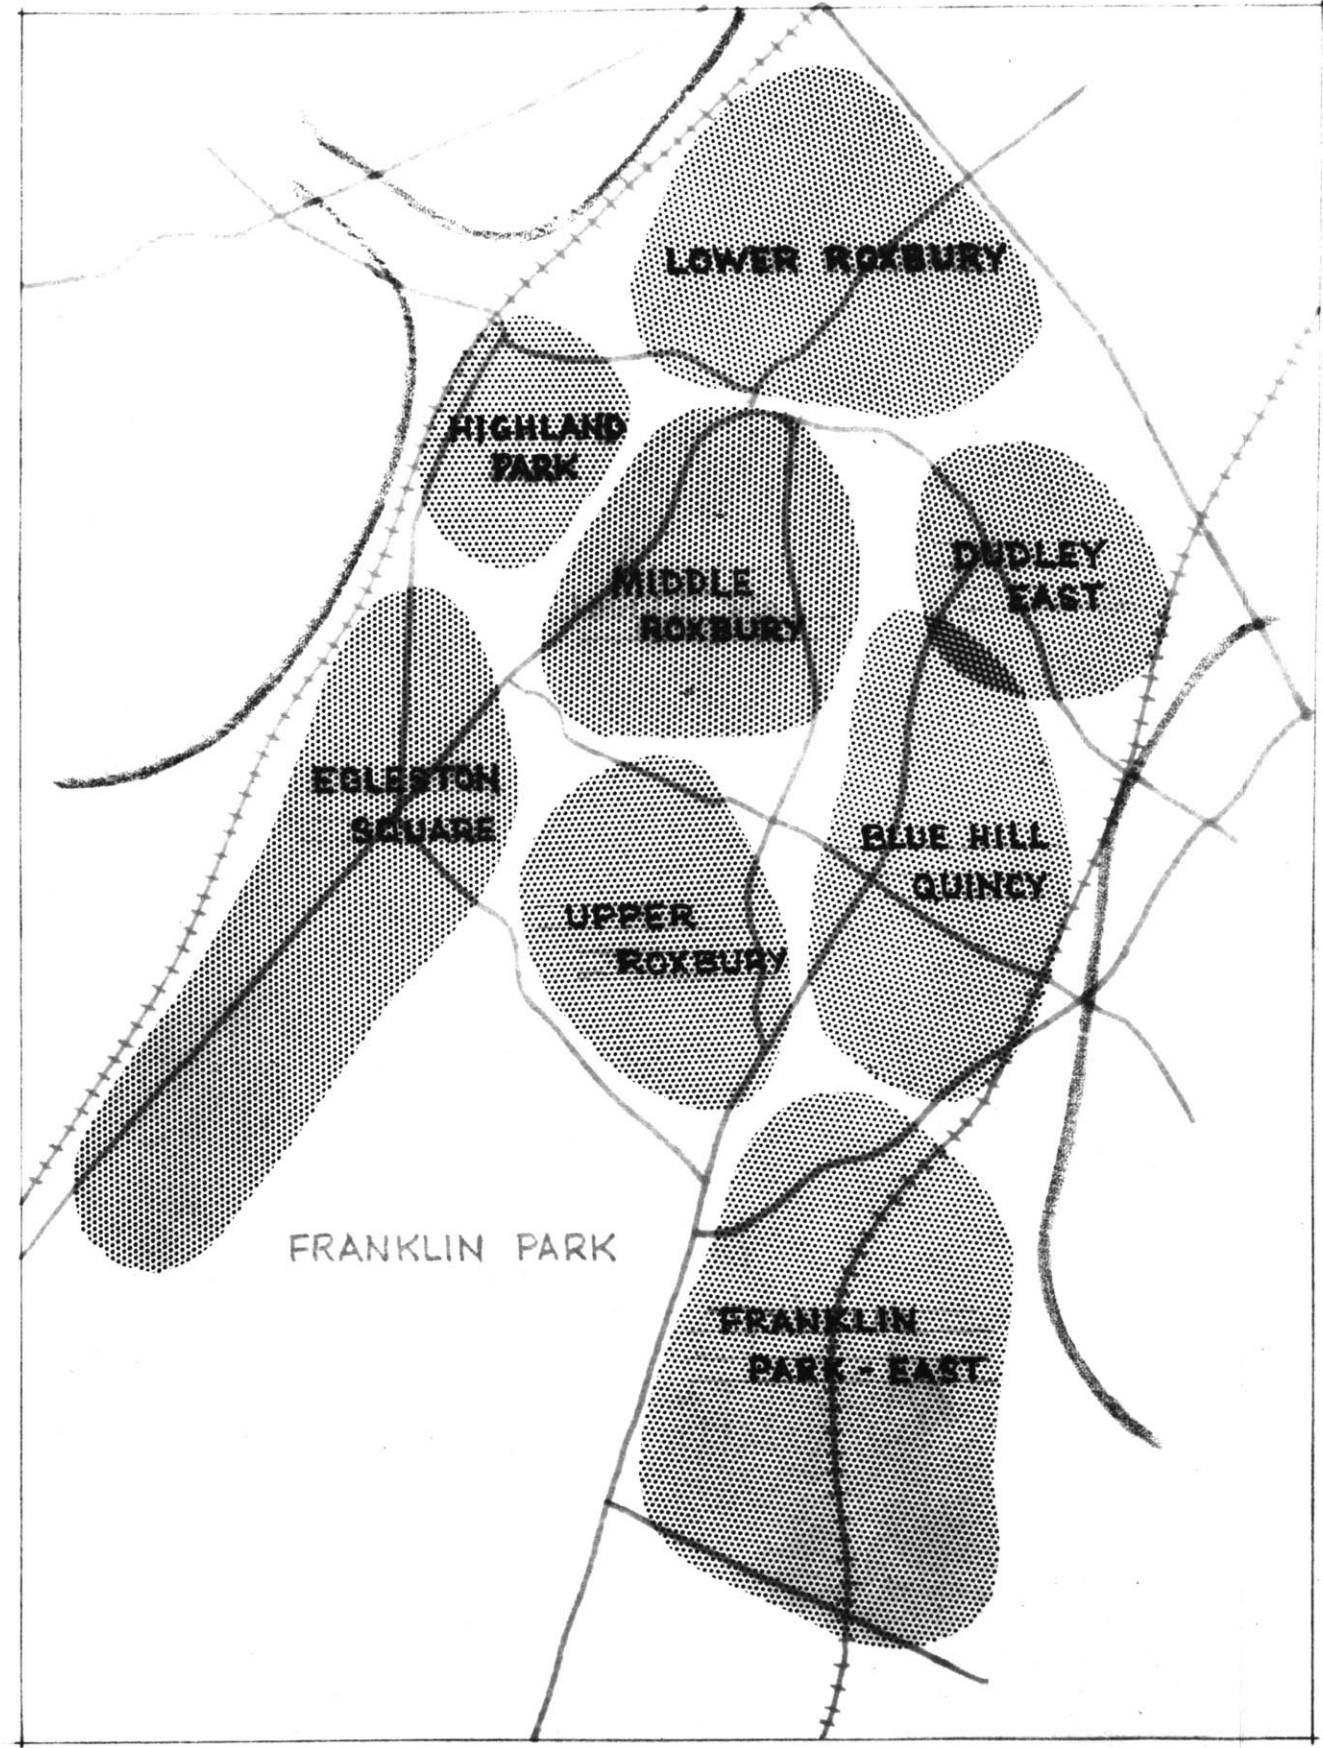 LOWER ROXBURY
HIGHLAND
PARK
MIDDLE
ROXBURY
DUDLEY
EAST
EGLESTON
SQUARE
BLUE HILL
QUINCY
UPPER
ROXBURY
FRANKLIN PARK
FRANKLIN
PARK - EAST